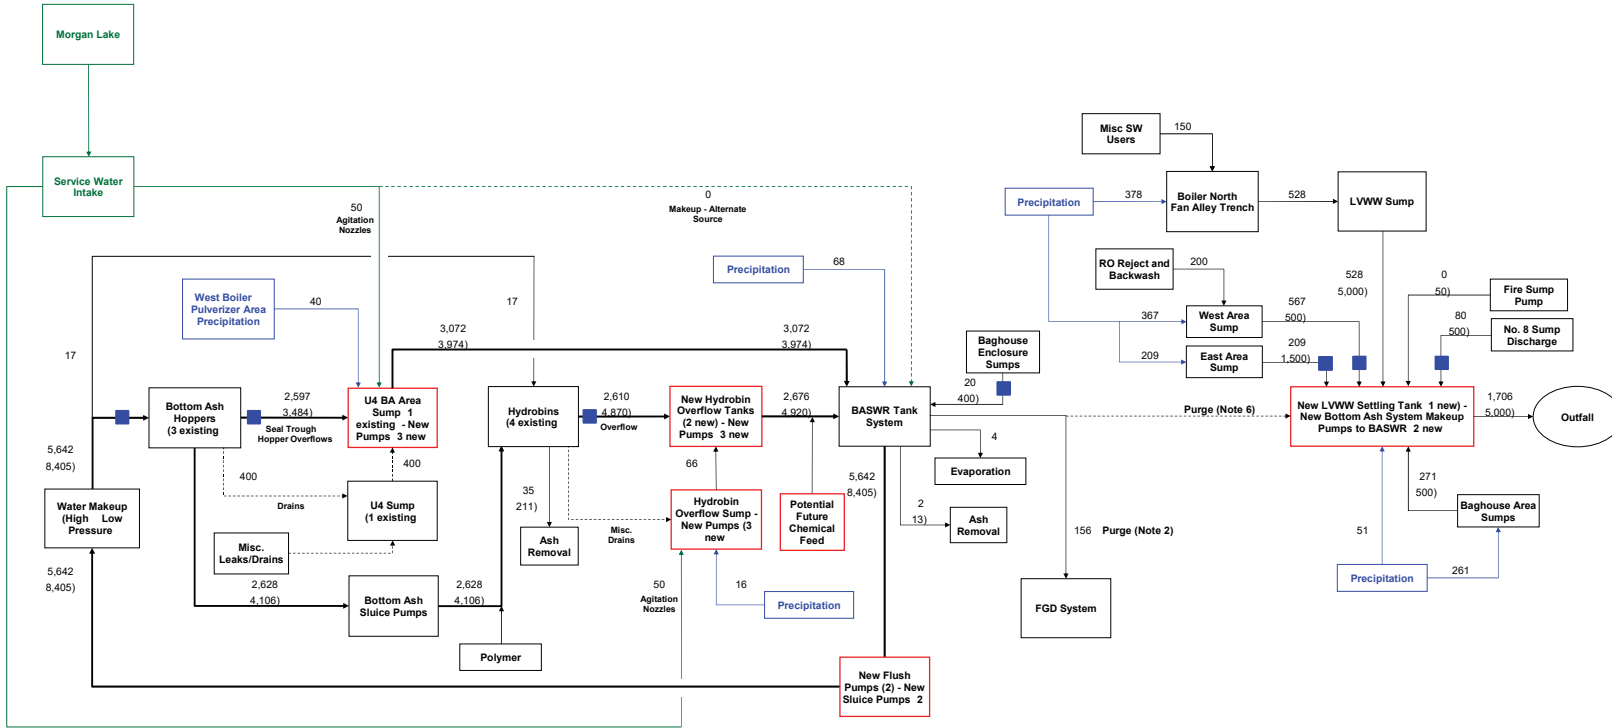 Morgan Lake
Service Water
Intake
50
Agitation
Nozzles
0
Makeup - Alternate
Source
Misc SW
Users
150
Precipitation
378
Boiler North
Fan Alley Trench
528
LVWW Sump
RO Reject and
Backwash
200
West Boiler
Pulverizer Area
Precipitation
40
17
Precipitation
68
367
West Area
Sump
567
500)
528
5,000)
0
50)
Fire Sump
Pump
80
500)
No. 8 Sump
Discharge
209
East Area
Sump
209
1,500)
17
3,072
3,974)
3,072
3,974)
Baghouse
Enclosure
Sumps
20
400)
Bottom Ash
Hoppers
(3 existing
2,597
3,484)
Seal Trough
Hopper Overflows
U4 BA Area
Sump 1
existing - New
Pumps 3 new
Hydrobins
(4 existing
2,610
4,870)
Overflow
New Hydrobin
Overflow Tanks
(2 new) - New
Pumps 3 new
2,676
4,920)
BASWR Tank
System
Purge (Note 6)
New LVWW Settling Tank 1 new) -
New Bottom Ash System Makeup
Pumps to BASWR 2 new
1,706
5,000)
Outfall
4
Evaporation
5,642
8,405)
400
Drains
400
U4 Sump
(1 existing
66
5,642
8,405)
271
500)
Baghouse Area
Sumps
Water Makeup
(High Low
Pressure
35
211)
Ash
Removal
Misc.
Drains
Hydrobin
Overflow Sump -
New Pumps (3
new
Potential
Future
Chemical
Feed
2
13)
Ash
Removal
156
Purge (Note 2)
51
Misc.
Leaks/Drains
5,642
8,405)
2,628
4,106)
Bottom Ash
Sluice Pumps
2,628
4,106)
50
Agitation
Nozzles
16
Precipitation
FGD System
Precipitation
261
Polymer
New Flush
Pumps (2) - New
Sluice Pumps 2